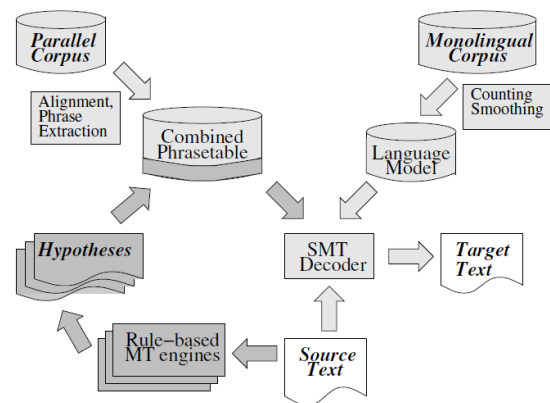 Parallel
Corpus
Monolingual
Corpus
Alignment,
Phrase
Extraction
Counting
Smoothing
Combined
Phrasetable
Language
Model
Hypotheses
SMT
Decoder
Target
Text
Rule−based
MT engines
Source
Text